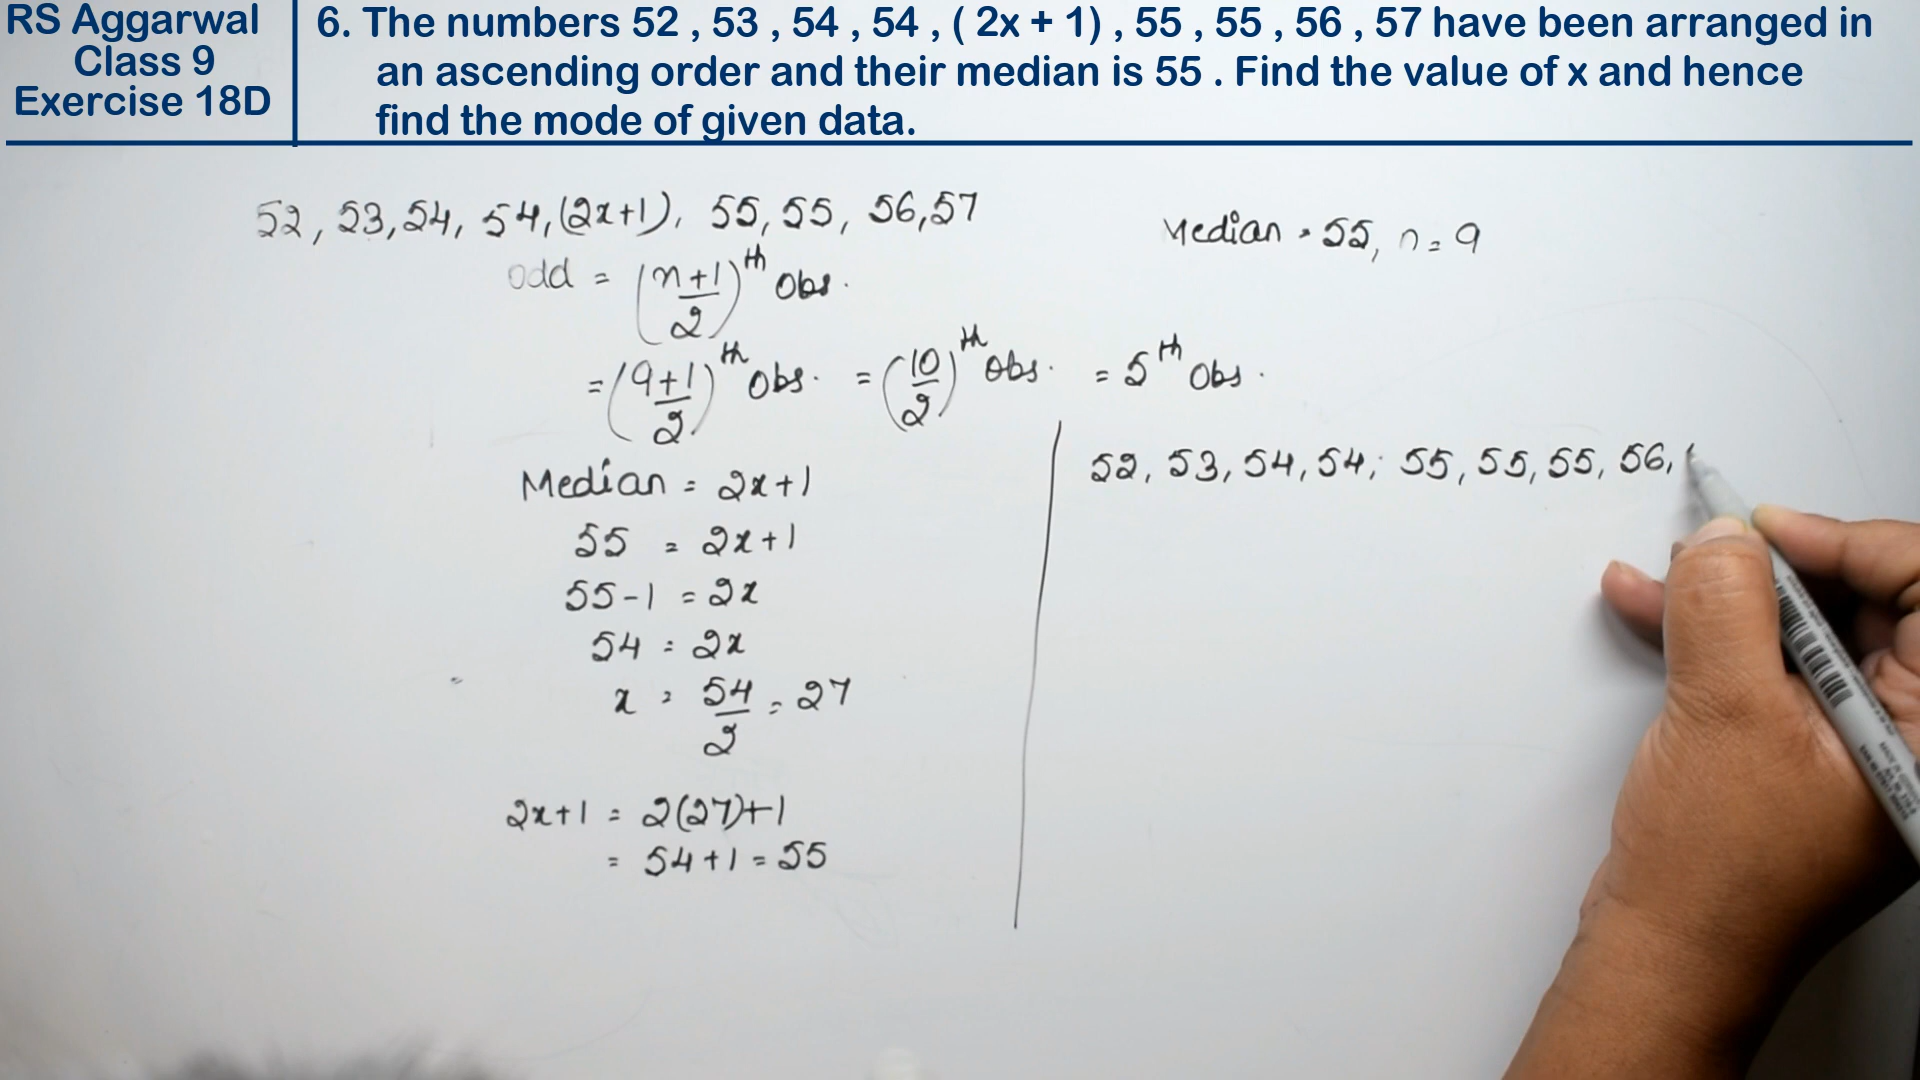 RS Aggarwal
Class 9
Exercise 18D
6. The numbers 52 , 53 , 54 , 54 , ( 2x + 1) , 55 , 55 , 56 , 57 have been arranged in
an ascending order and their median is 55 . Find the value of x and hence
find the mode of given data.
52, 53, 54, 54, (2x+1), 55, 55, 56, 57
Median = 55, n = 9
odd = ((n+1)/2)th Obs.
= ((9+1)/2)th Obs. = (10/2)th Obs. = 5th Obs.
Median = 2x+1
55 = 2x+1
55-1 = 2x
54 = 2x
x = 54/2 = 27
2x+1 = 2(27)+1
= 54+1 = 55
52, 53, 54, 54, 55, 55, 55, 56,